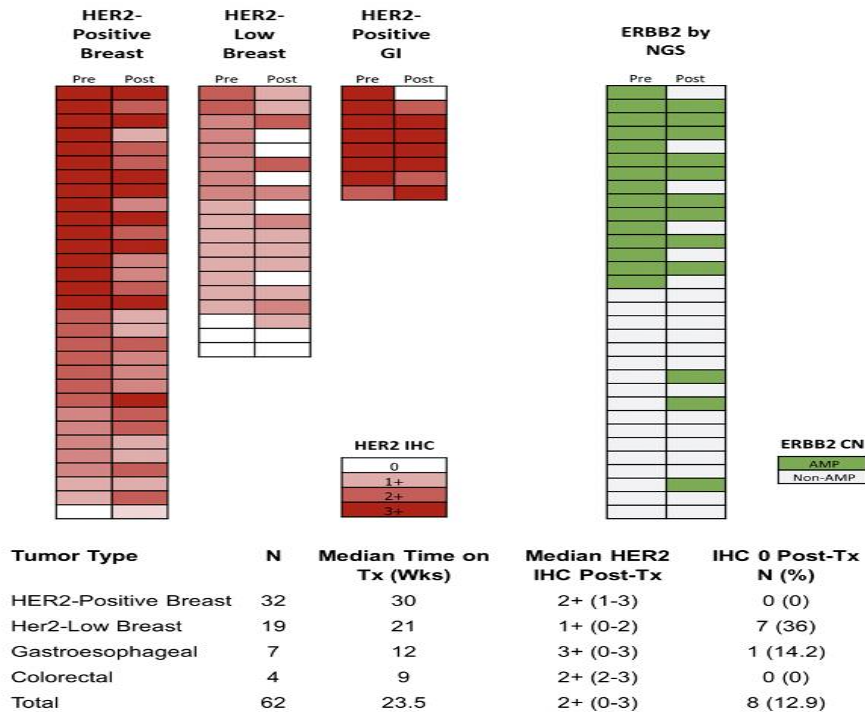 HER2-
Positive
Breast
HER2-
Low
Breast
HER2-
Positive
GI
ERBB2 by
NGS
Pre Post
Pre Post
Pre Post
Pre Post
HER2 IHC
0
1+
2+
3+
ERBB2 CN
AMP
Non-AMP
Tumor Type N Median Time on Tx (Wks) Median HER2 IHC Post-Tx IHC 0 Post-Tx N (%)
HER2-Positive Breast 32 30 2+ (1-3) 0 (0)
Her2-Low Breast 19 21 1+ (0-2) 7 (36)
Gastroesophageal 7 12 3+ (0-3) 1 (14.2)
Colorectal 4 9 2+ (2-3) 0 (0)
Total 62 23.5 2+ (0-3) 8 (12.9)